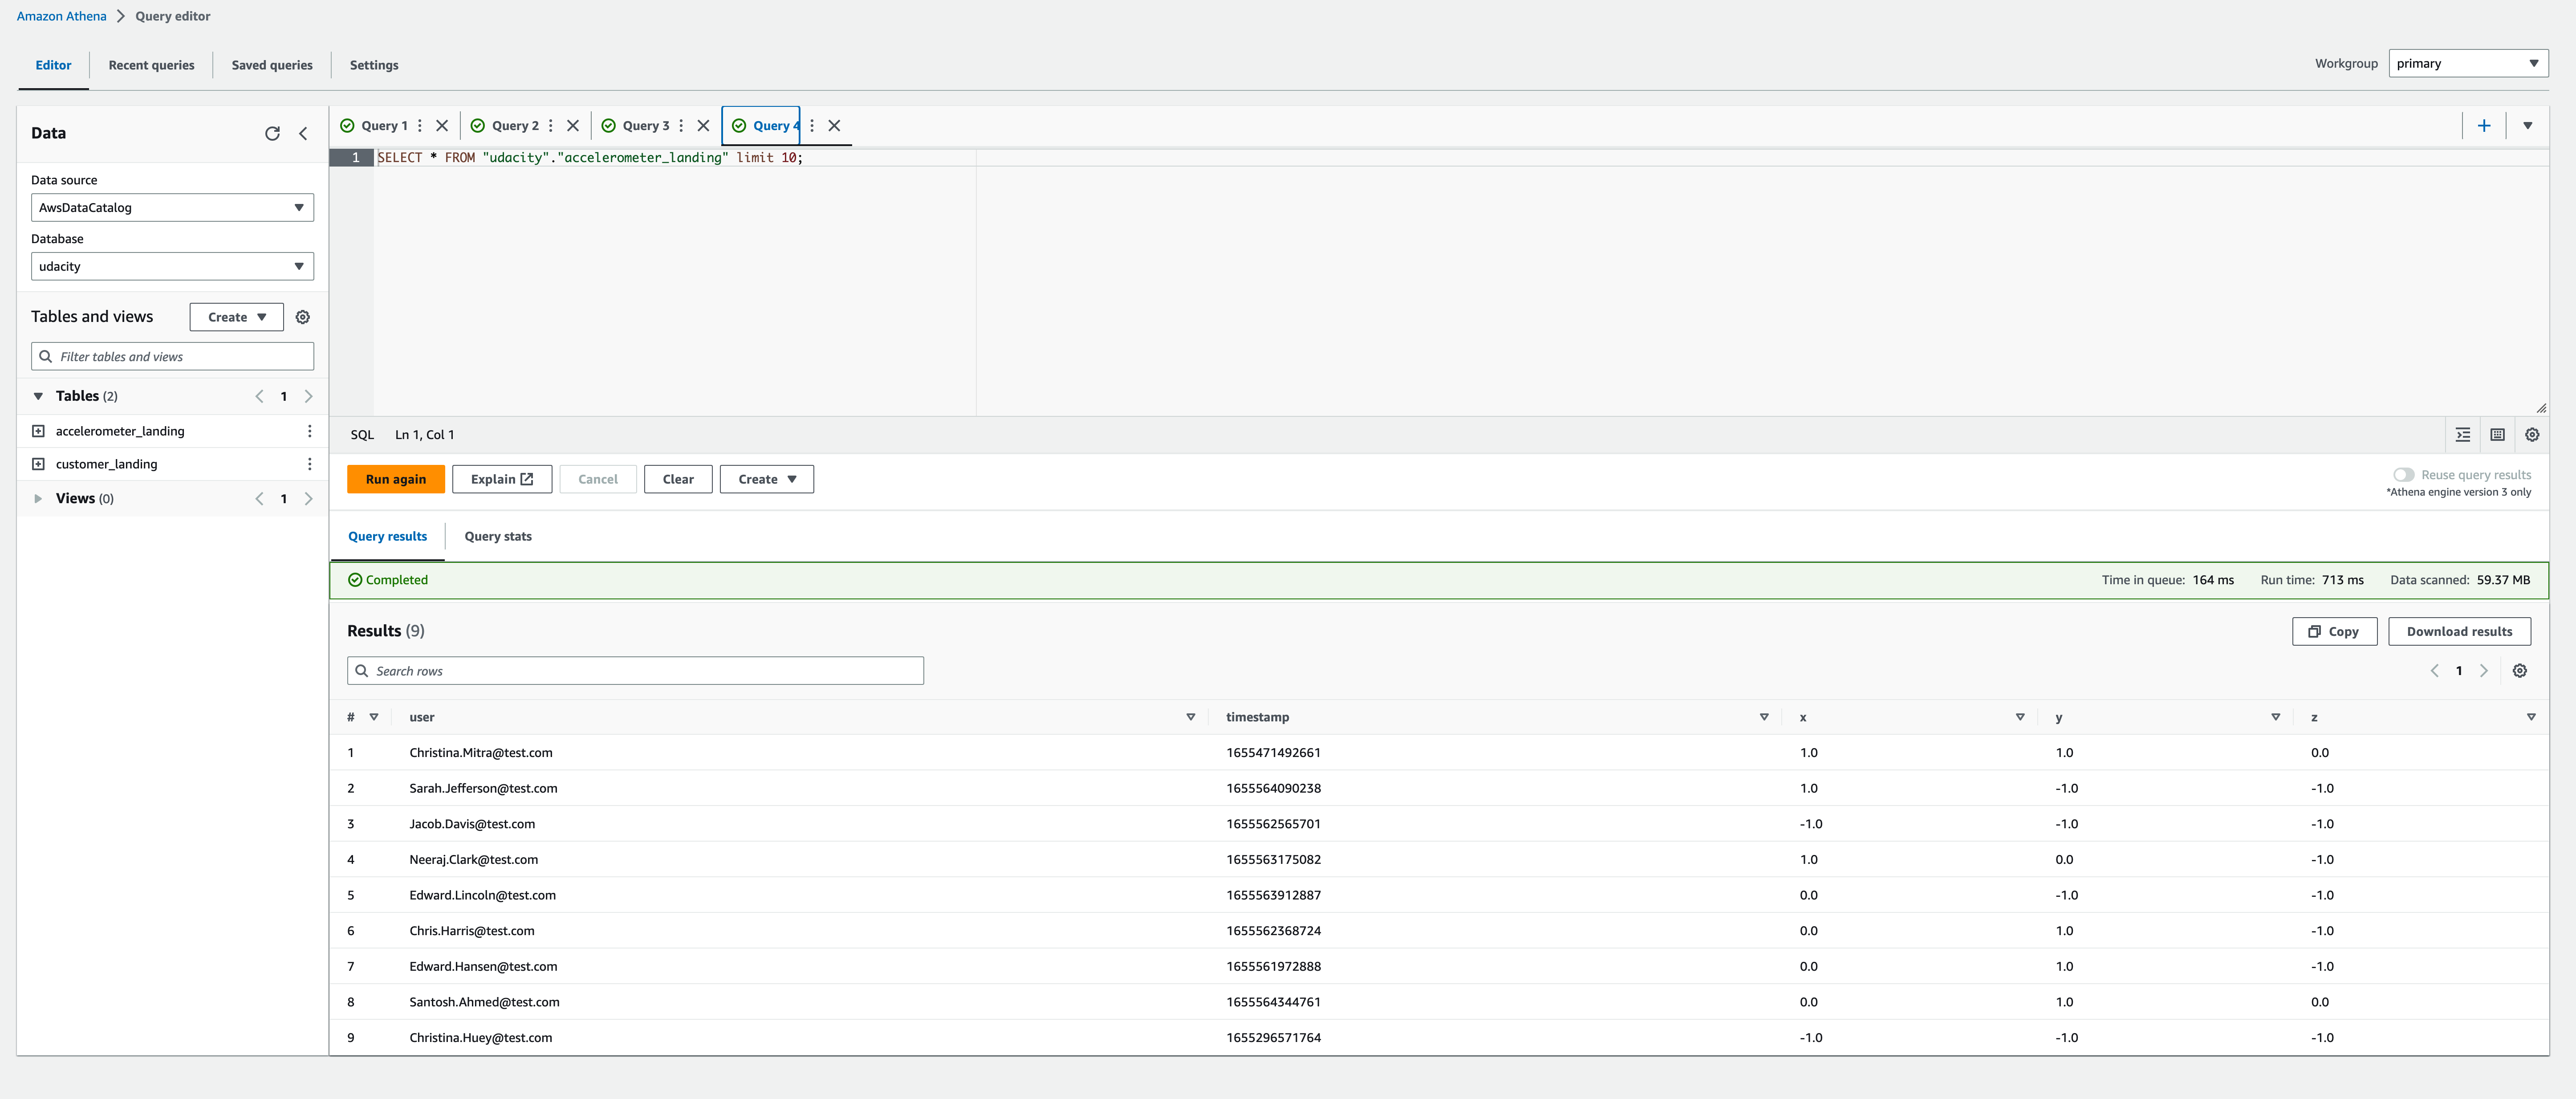 Amazon Athena > Query editor
Editor Recent queries Saved queries Settings
Workgroup primary
Data
Query 1 Query 2 Query 3 Query 4
1 SELECT * FROM "udacity"."accelerometer_landing" limit 10;
Data source
AwsDataCatalog
Database
udacity
Tables and views Create
Filter tables and views
Tables (2) 1
accelerometer_landing
customer_landing
Views (0) 1
SQL Ln 1, Col 1
Run again Explain Cancel Clear Create
Reuse query results
*Athena engine version 3 only
Query results Query stats
Completed Time in queue: 164 ms Run time: 713 ms Data scanned: 59.37 MB
Results (9) Copy Download results
Search rows 1
# user timestamp x y z
1 Christina.Mitra@test.com 1655471492661 1.0 1.0 0.0
2 Sarah.Jefferson@test.com 1655564090238 1.0 -1.0 -1.0
3 Jacob.Davis@test.com 1655562565701 -1.0 -1.0 -1.0
4 Neeraj.Clark@test.com 1655563175082 1.0 0.0 -1.0
5 Edward.Lincoln@test.com 1655563912887 0.0 -1.0 -1.0
6 Chris.Harris@test.com 1655562368724 0.0 1.0 -1.0
7 Edward.Hansen@test.com 1655561972888 0.0 1.0 -1.0
8 Santosh.Ahmed@test.com 1655564344761 0.0 1.0 0.0
9 Christina.Huey@test.com 1655296571764 -1.0 -1.0 -1.0